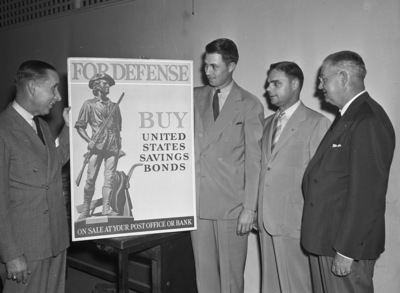 FOR DEFENSE
BUY
UNITED
STATES
SAVINGS
BONDS
ON SALE AT YOUR POST OFFICE OR BANK